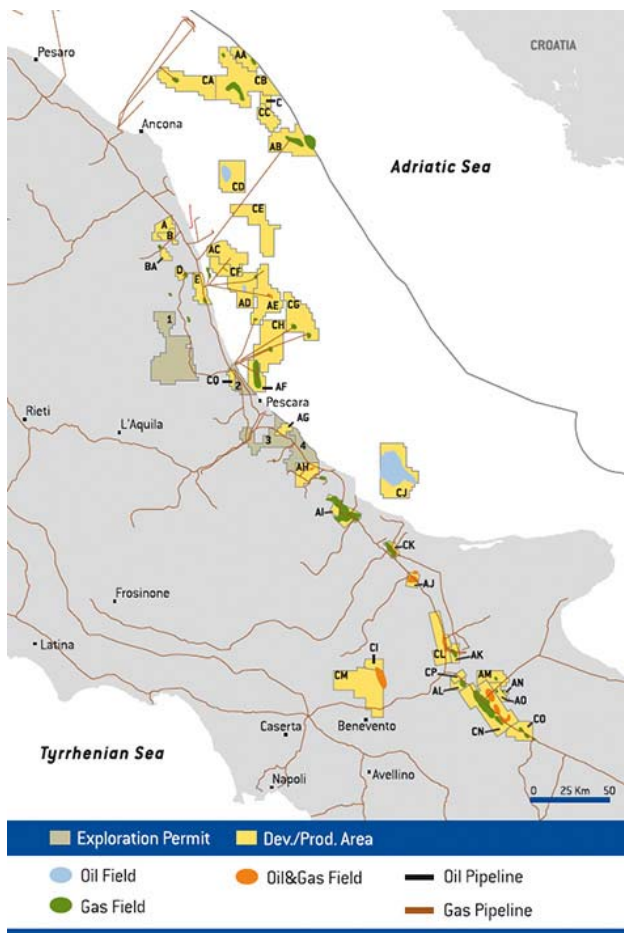 Pesaro
CROATIA
AA
CA
CB
C
CC
Ancona
AB
Adriatic Sea
CD
CE
A
B
AC
BA
CF
D
E
AD
AE
CG
1
CH
CQ
2
AF
Pescara
Rieti
L'Aquila
AG
3
4
AH
CJ
AI
CK
AJ
Frosinone
Latina
CI
CL
AK
CM
CP
AM
AL
AN
AO
CO
CN
Benevento
Caserta
Tyrrhenian Sea
Avellino
Napoli
0 25 Km 50
Exploration Permit
Dev./Prod. Area
Oil Field
Oil&Gas Field
Oil Pipeline
Gas Field
Gas Pipeline